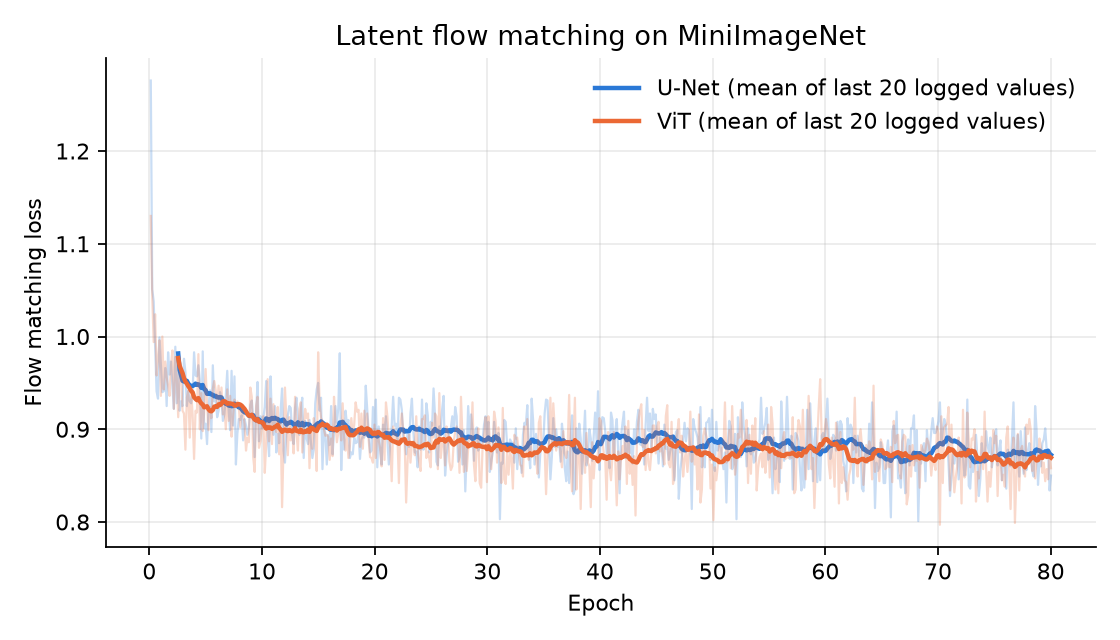 Latent flow matching on MiniImageNet
U-Net (mean of last 20 logged values)
ViT (mean of last 20 logged values)
Flow matching loss
1.2
1.1
1.0
0.9
0.8
0 10 20 30 40 50 60 70 80
Epoch